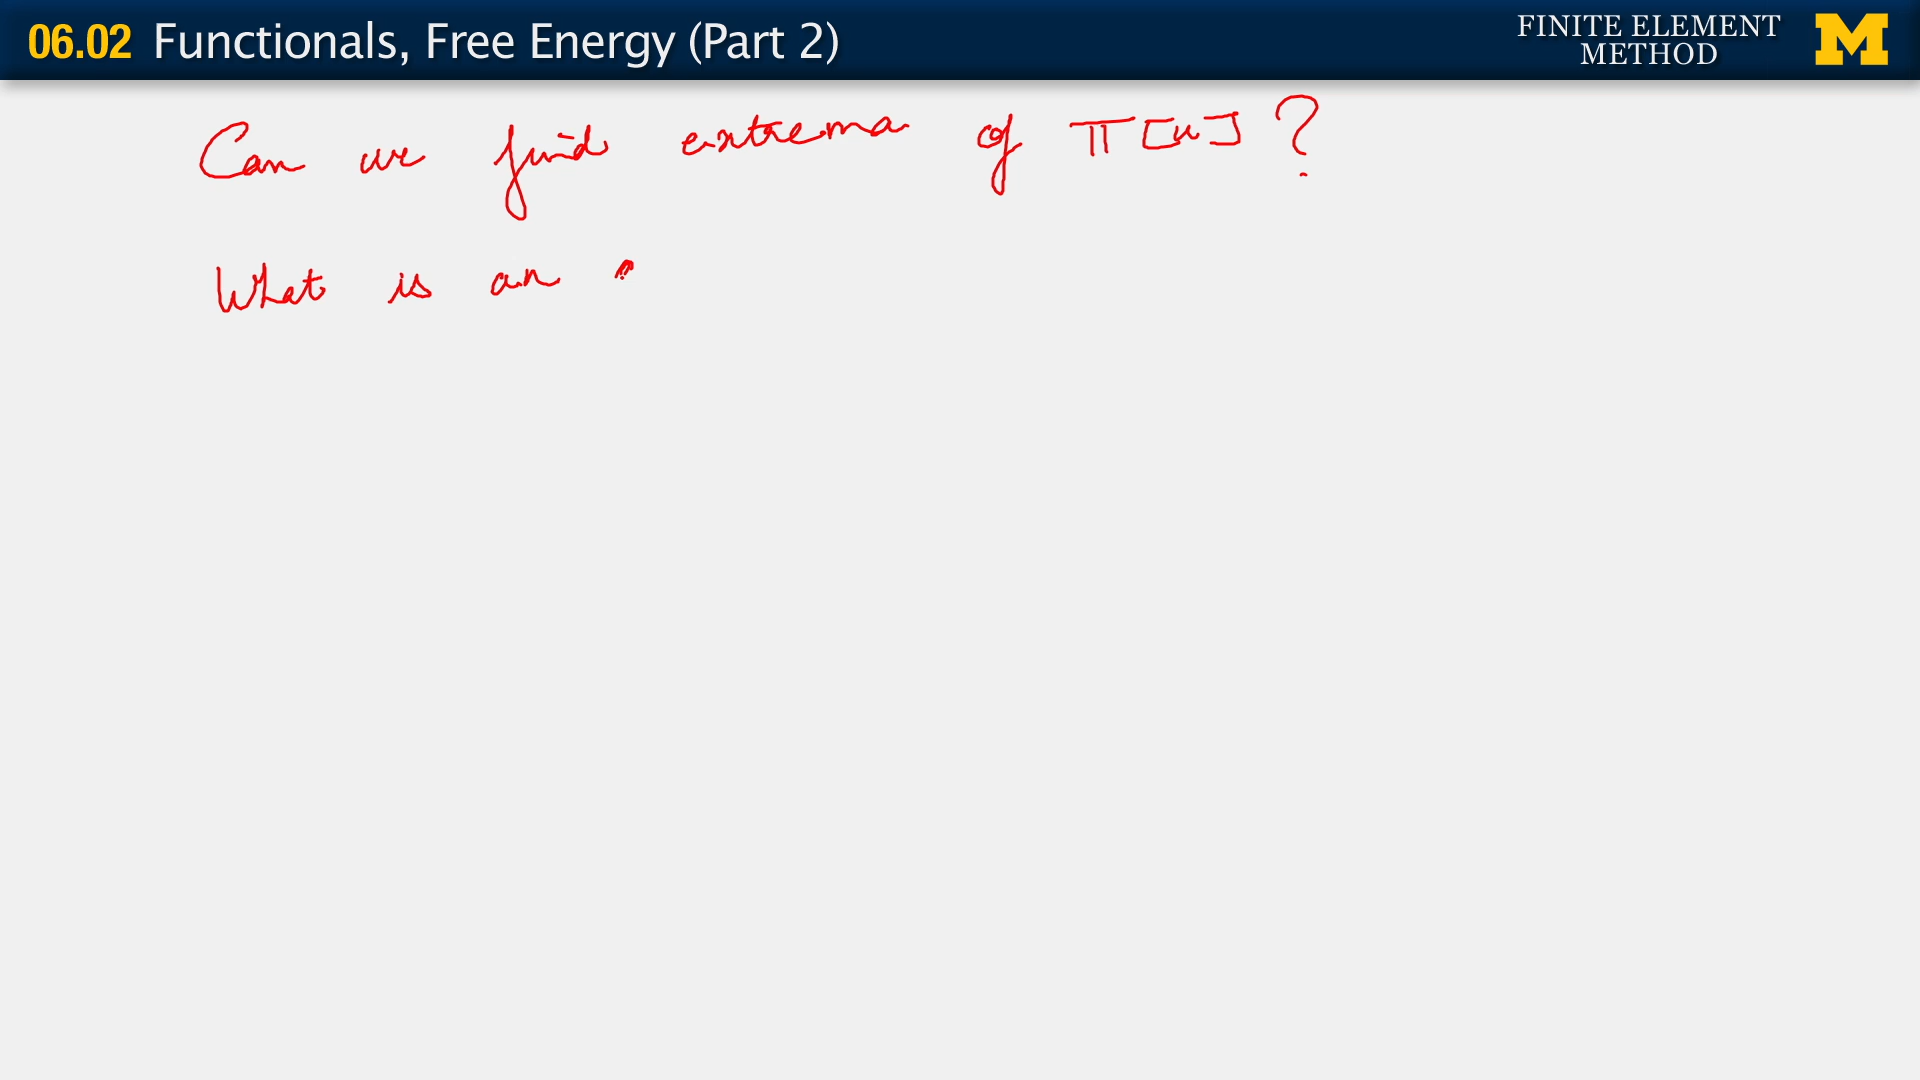 06.02 Functionals, Free Energy (Part 2)
FINITE ELEMENT
METHOD
M
Can we find extrema of Π[u]?
What is an